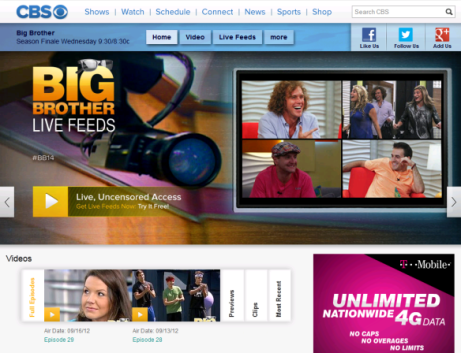 CBS Shows | Watch | Schedule | Connect | News | Sports | Shop Search CBS
Big Brother
Season Finale Wednesday 9:30/8:30c
Home Video Live Feeds more
Like Us Follow Us Add Us
BIG
BROTHER
LIVE FEEDS
#BB14
Live, Uncensored Access
Get Live Feeds Now. Try It Free!
Videos
Full Episodes
Previews
Clips
Most Recent
Air Date: 09/16/12
Episode 29
Air Date: 09/13/12
Episode 28
T··Mobile·
UNLIMITED
NATIONWIDE 4G DATA
NO CAPS
NO OVERAGES
NO LIMITS